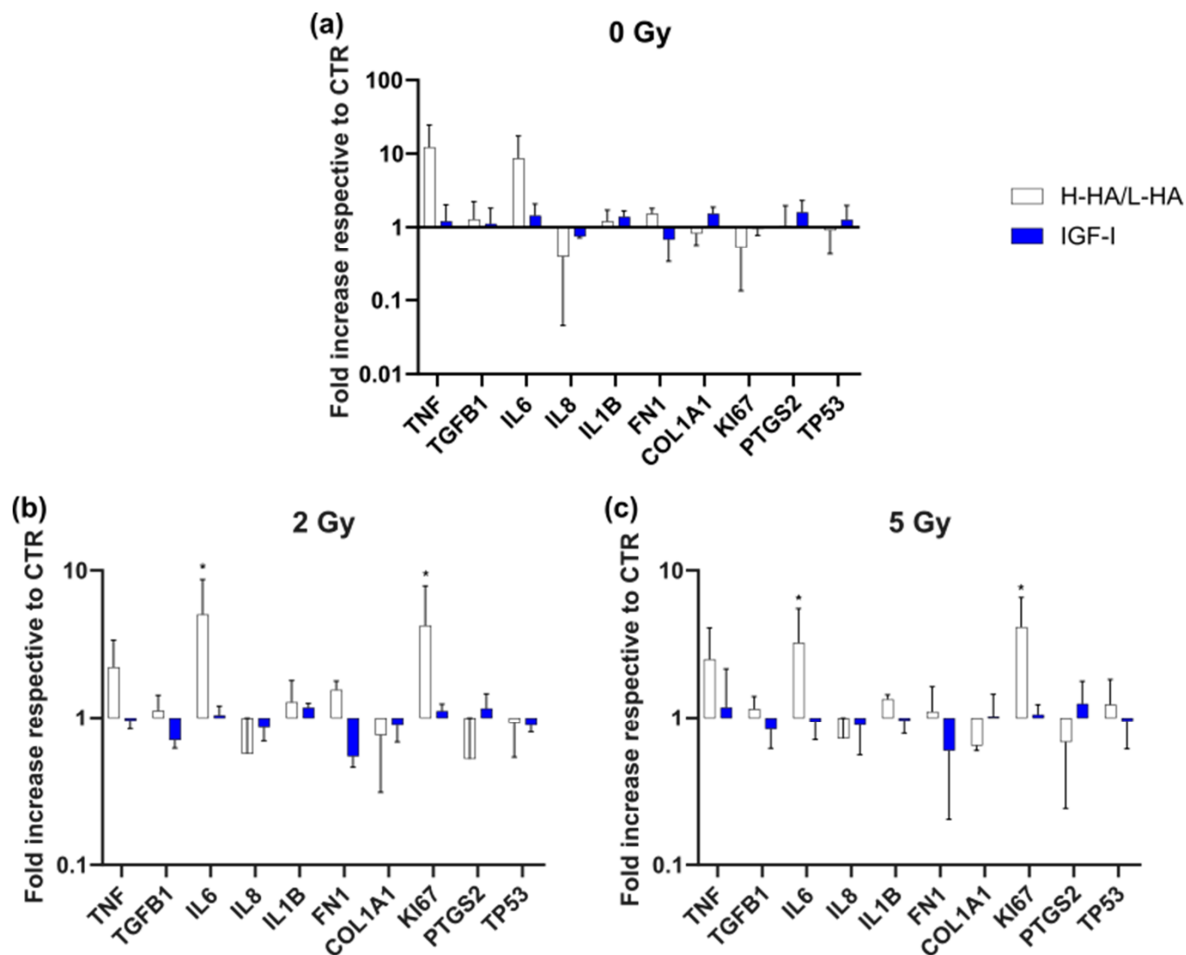 (a)
0 Gy
Fold increase respective to CTR
100
10
1
0.1
0.01
TNF
TGFB1
IL6
IL8
IL1B
FN1
COL1A1
KI67
PTGS2
TP53
H-HA/L-HA
IGF-I
(b)
2 Gy
Fold increase respective to CTR
10
1
0.1
*
*
TNF
TGFB1
IL6
IL8
IL1B
FN1
COL1A1
KI67
PTGS2
TP53
(c)
5 Gy
Fold increase respective to CTR
10
1
0.1
*
*
TNF
TGFB1
IL6
IL8
IL1B
FN1
COL1A1
KI67
PTGS2
TP53